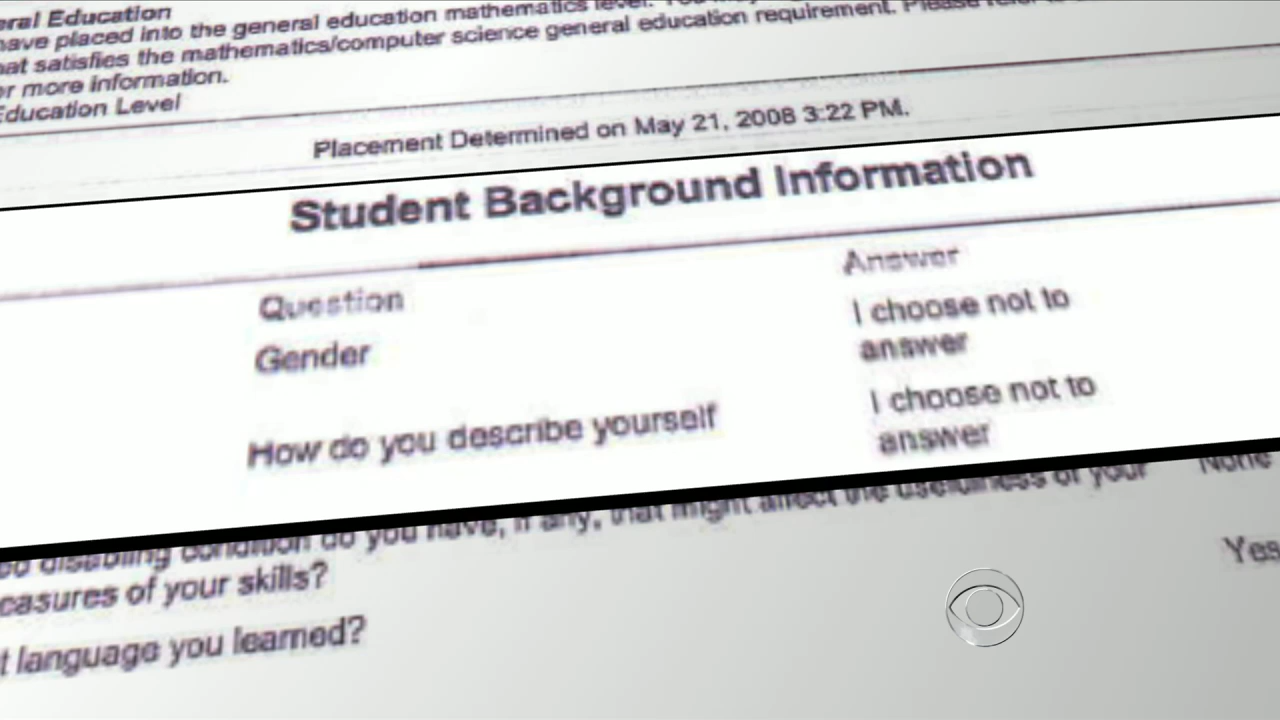 eral Education
have placed into the general education mathematics level.
hat satisfies the mathematics/computer science general education requirement. Please refer to
or more information.
Education Level
Placement Determined on May 21, 2008 3:22 PM.
Student Background Information
Question Answer
Gender I choose not to answer
How do you describe yourself I choose not to answer
disabling condition do you have, if any, that might affect the usefulness of your None
easures of your skills? Yes
t language you learned?